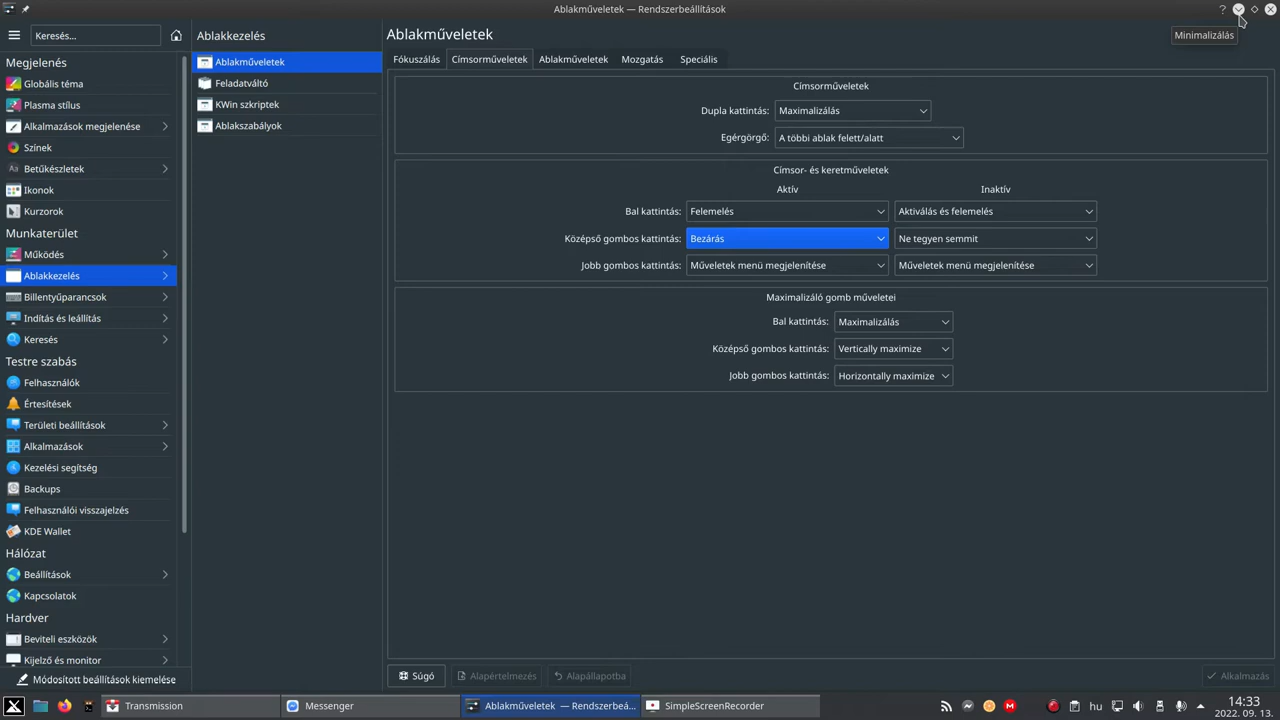 Ablakműveletek — Rendszerbeállítások
Minimalizálás
Keresés...
Megjelenés
Globális téma
Plasma stílus
Alkalmazások megjelenése
Színek
Betűkészletek
Ikonok
Kurzorok
Munkaterület
Működés
Ablakkezelés
Billentyűparancsok
Indítás és leállítás
Keresés
Testre szabás
Felhasználók
Értesítések
Területi beállítások
Alkalmazások
Kezelési segítség
Backups
Felhasználói visszajelzés
KDE Wallet
Hálózat
Beállítások
Kapcsolatok
Hardver
Beviteli eszközök
Kijelző és monitor
Módosított beállítások kiemelése
Ablakkezelés
Ablakműveletek
Feladatváltó
KWin szkriptek
Ablakszabályok
Ablakműveletek
Fókuszálás Címsorműveletek Ablakműveletek Mozgatás Speciális
Címsorműveletek
Dupla kattintás: Maximalizálás
Egérgörgő: A többi ablak felett/alatt
Címsor- és keretműveletek
Aktív Inaktív
Bal kattintás: Felemelés Aktiválás és felemelés
Középső gombos kattintás: Bezárás Ne tegyen semmit
Jobb gombos kattintás: Műveletek menü megjelenítése Műveletek menü megjelenítése
Maximalizáló gomb műveletei
Bal kattintás: Maximalizálás
Középső gombos kattintás: Vertically maximize
Jobb gombos kattintás: Horizontally maximize
Súgó Alapértelmezés Alapállapotba Alkalmazás
Transmission Messenger Ablakműveletek — Rendszerbeá... SimpleScreenRecorder hu 14:33
2022. 09. 13.